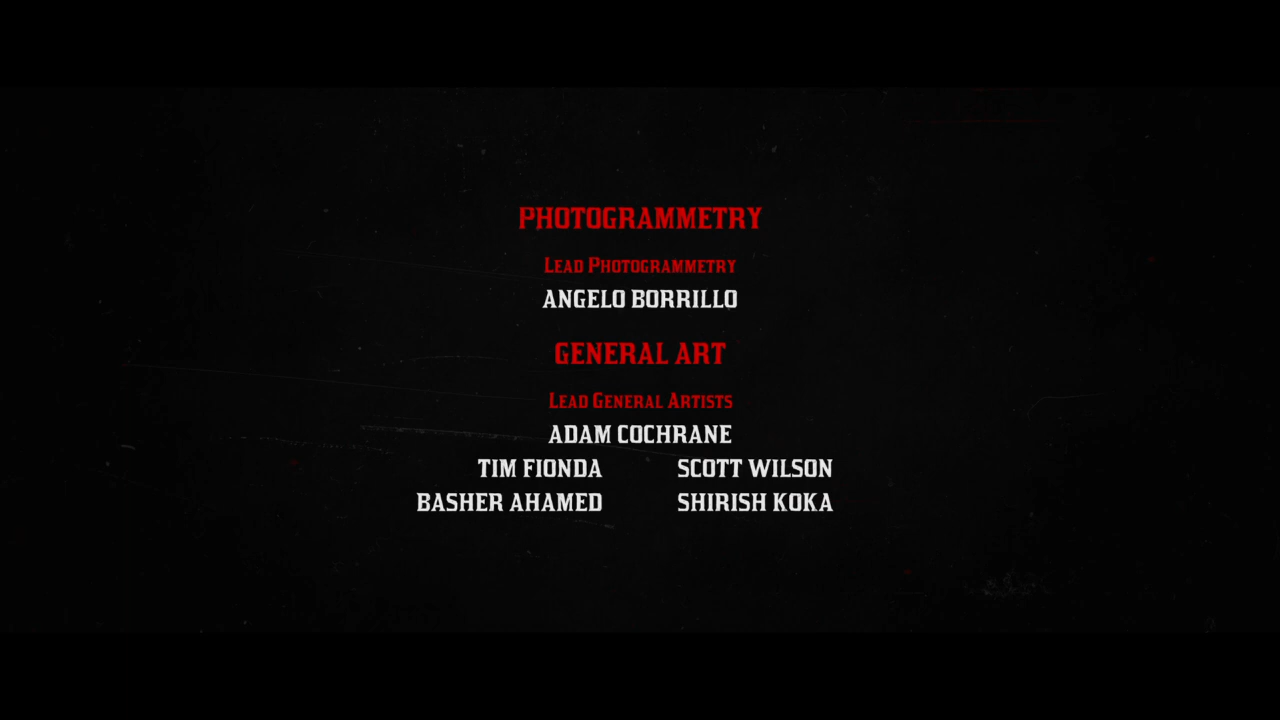 PHOTOGRAMMETRY
Lead Photogrammetry
ANGELO BORRILLO
GENERAL ART
Lead General Artists
ADAM COCHRANE
TIM FIONDA SCOTT WILSON
BASHER AHAMED SHIRISH KOKA